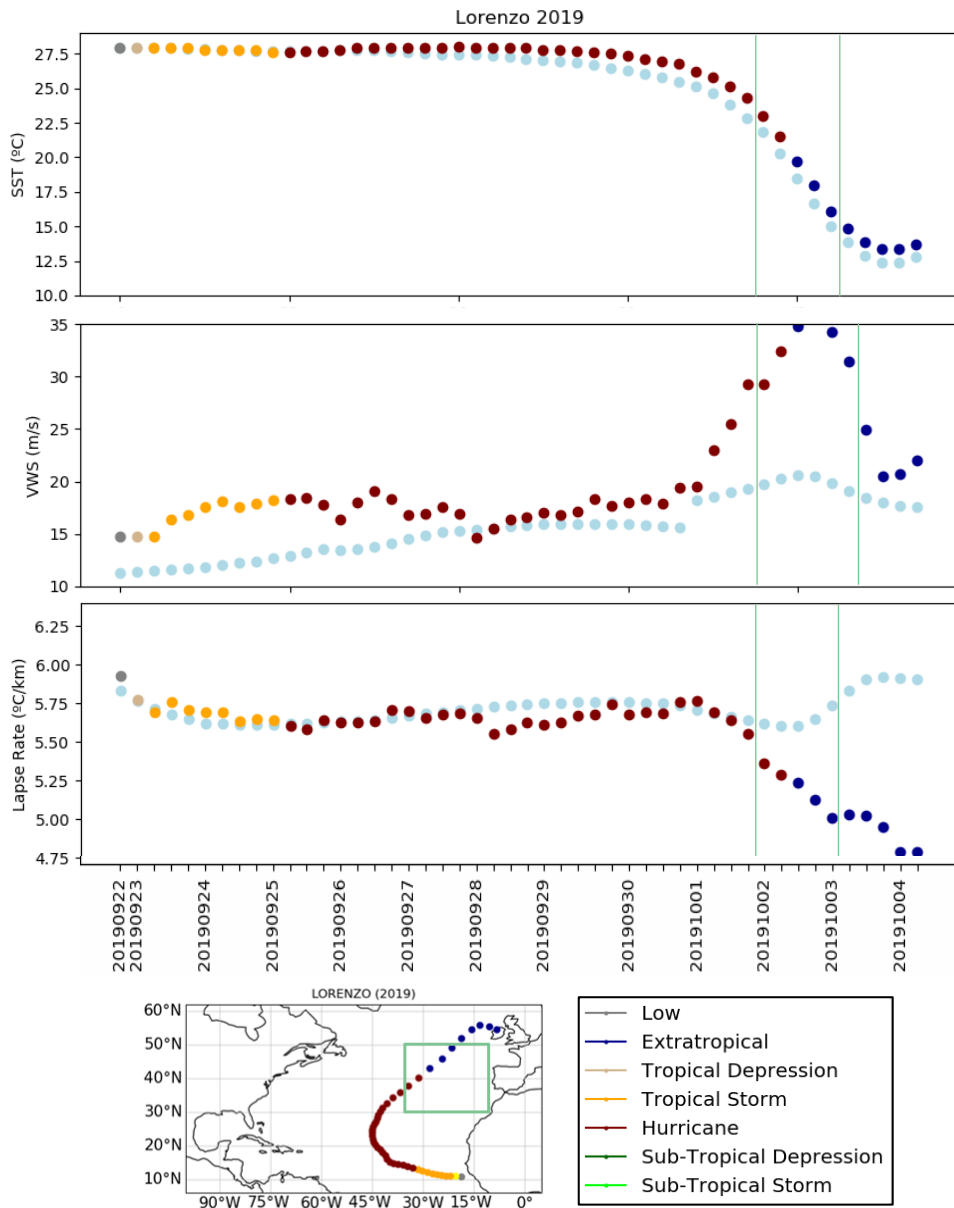 Lorenzo 2019
SST (ºC)
27.5
25.0
22.5
20.0
17.5
15.0
12.5
10.0
VWS (m/s)
35
30
25
20
15
10
Lapse Rate (ºC/km)
6.25
6.00
5.75
5.50
5.25
5.00
4.75
20190922
20190923
20190924
20190925
20190926
20190927
20190928
20190929
20190930
20191001
20191002
20191003
20191004
LORENZO (2019)
60°N
50°N
40°N
30°N
20°N
10°N
90°W 75°W 60°W 45°W 30°W 15°W 0°
Low
Extratropical
Tropical Depression
Tropical Storm
Hurricane
Sub-Tropical Depression
Sub-Tropical Storm